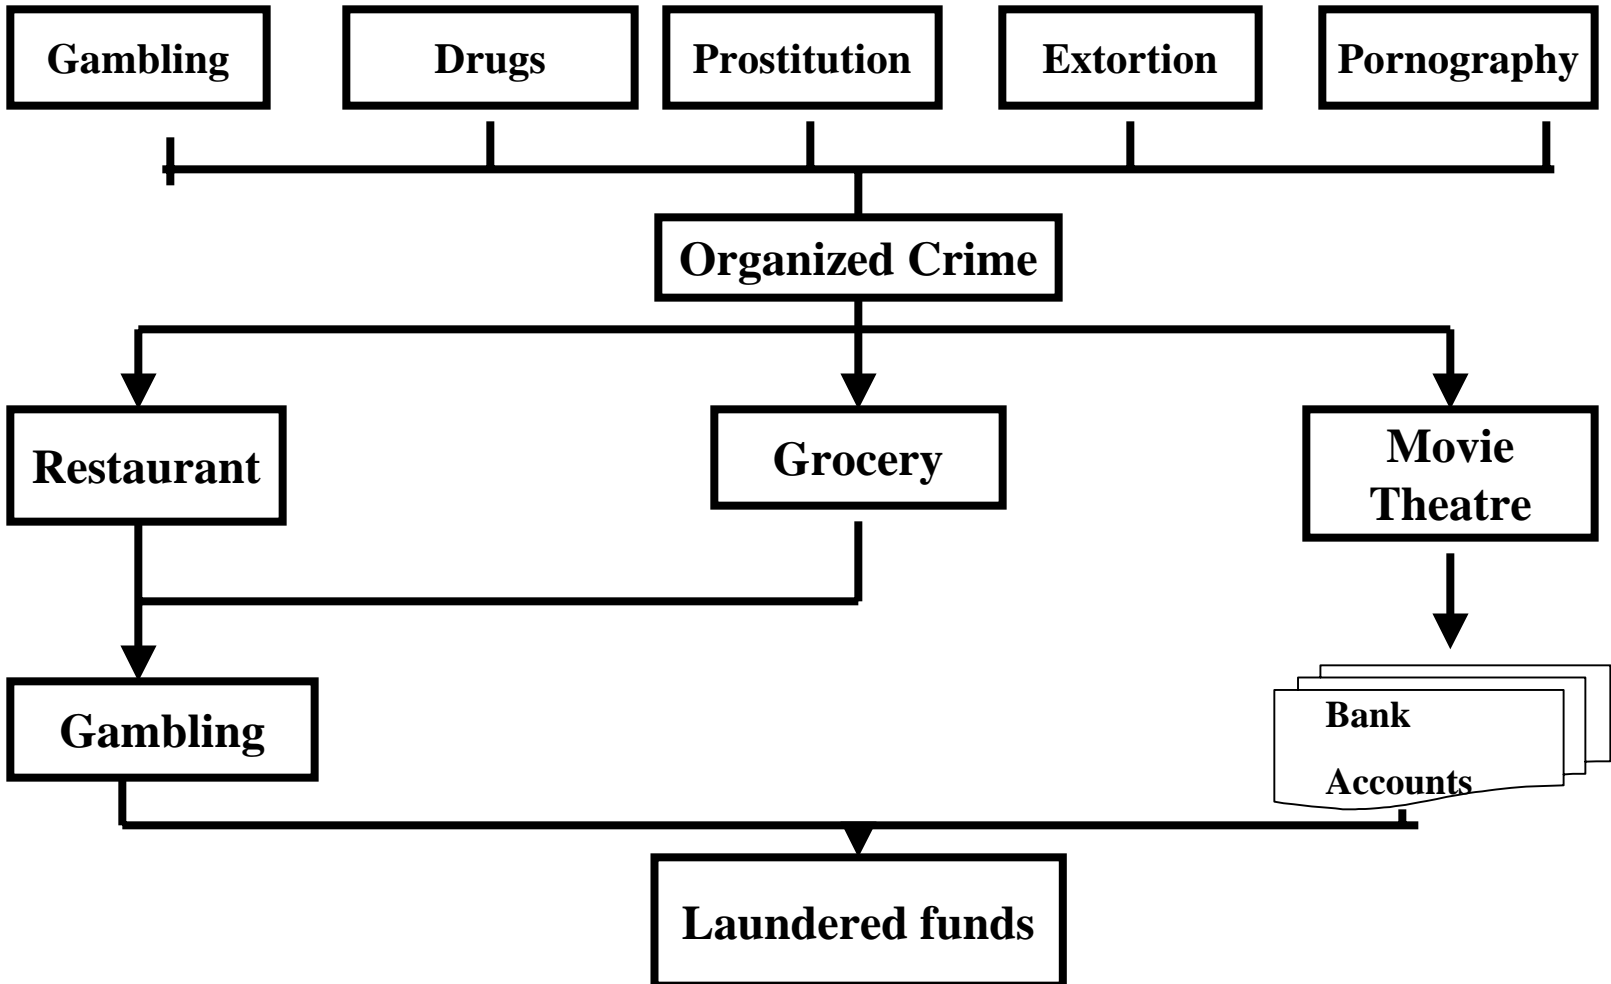 Gambling
Drugs
Prostitution
Extortion
Pornography
Organized Crime
Restaurant
Grocery
Movie
Theatre
Gambling
Bank
Accounts
Laundered funds